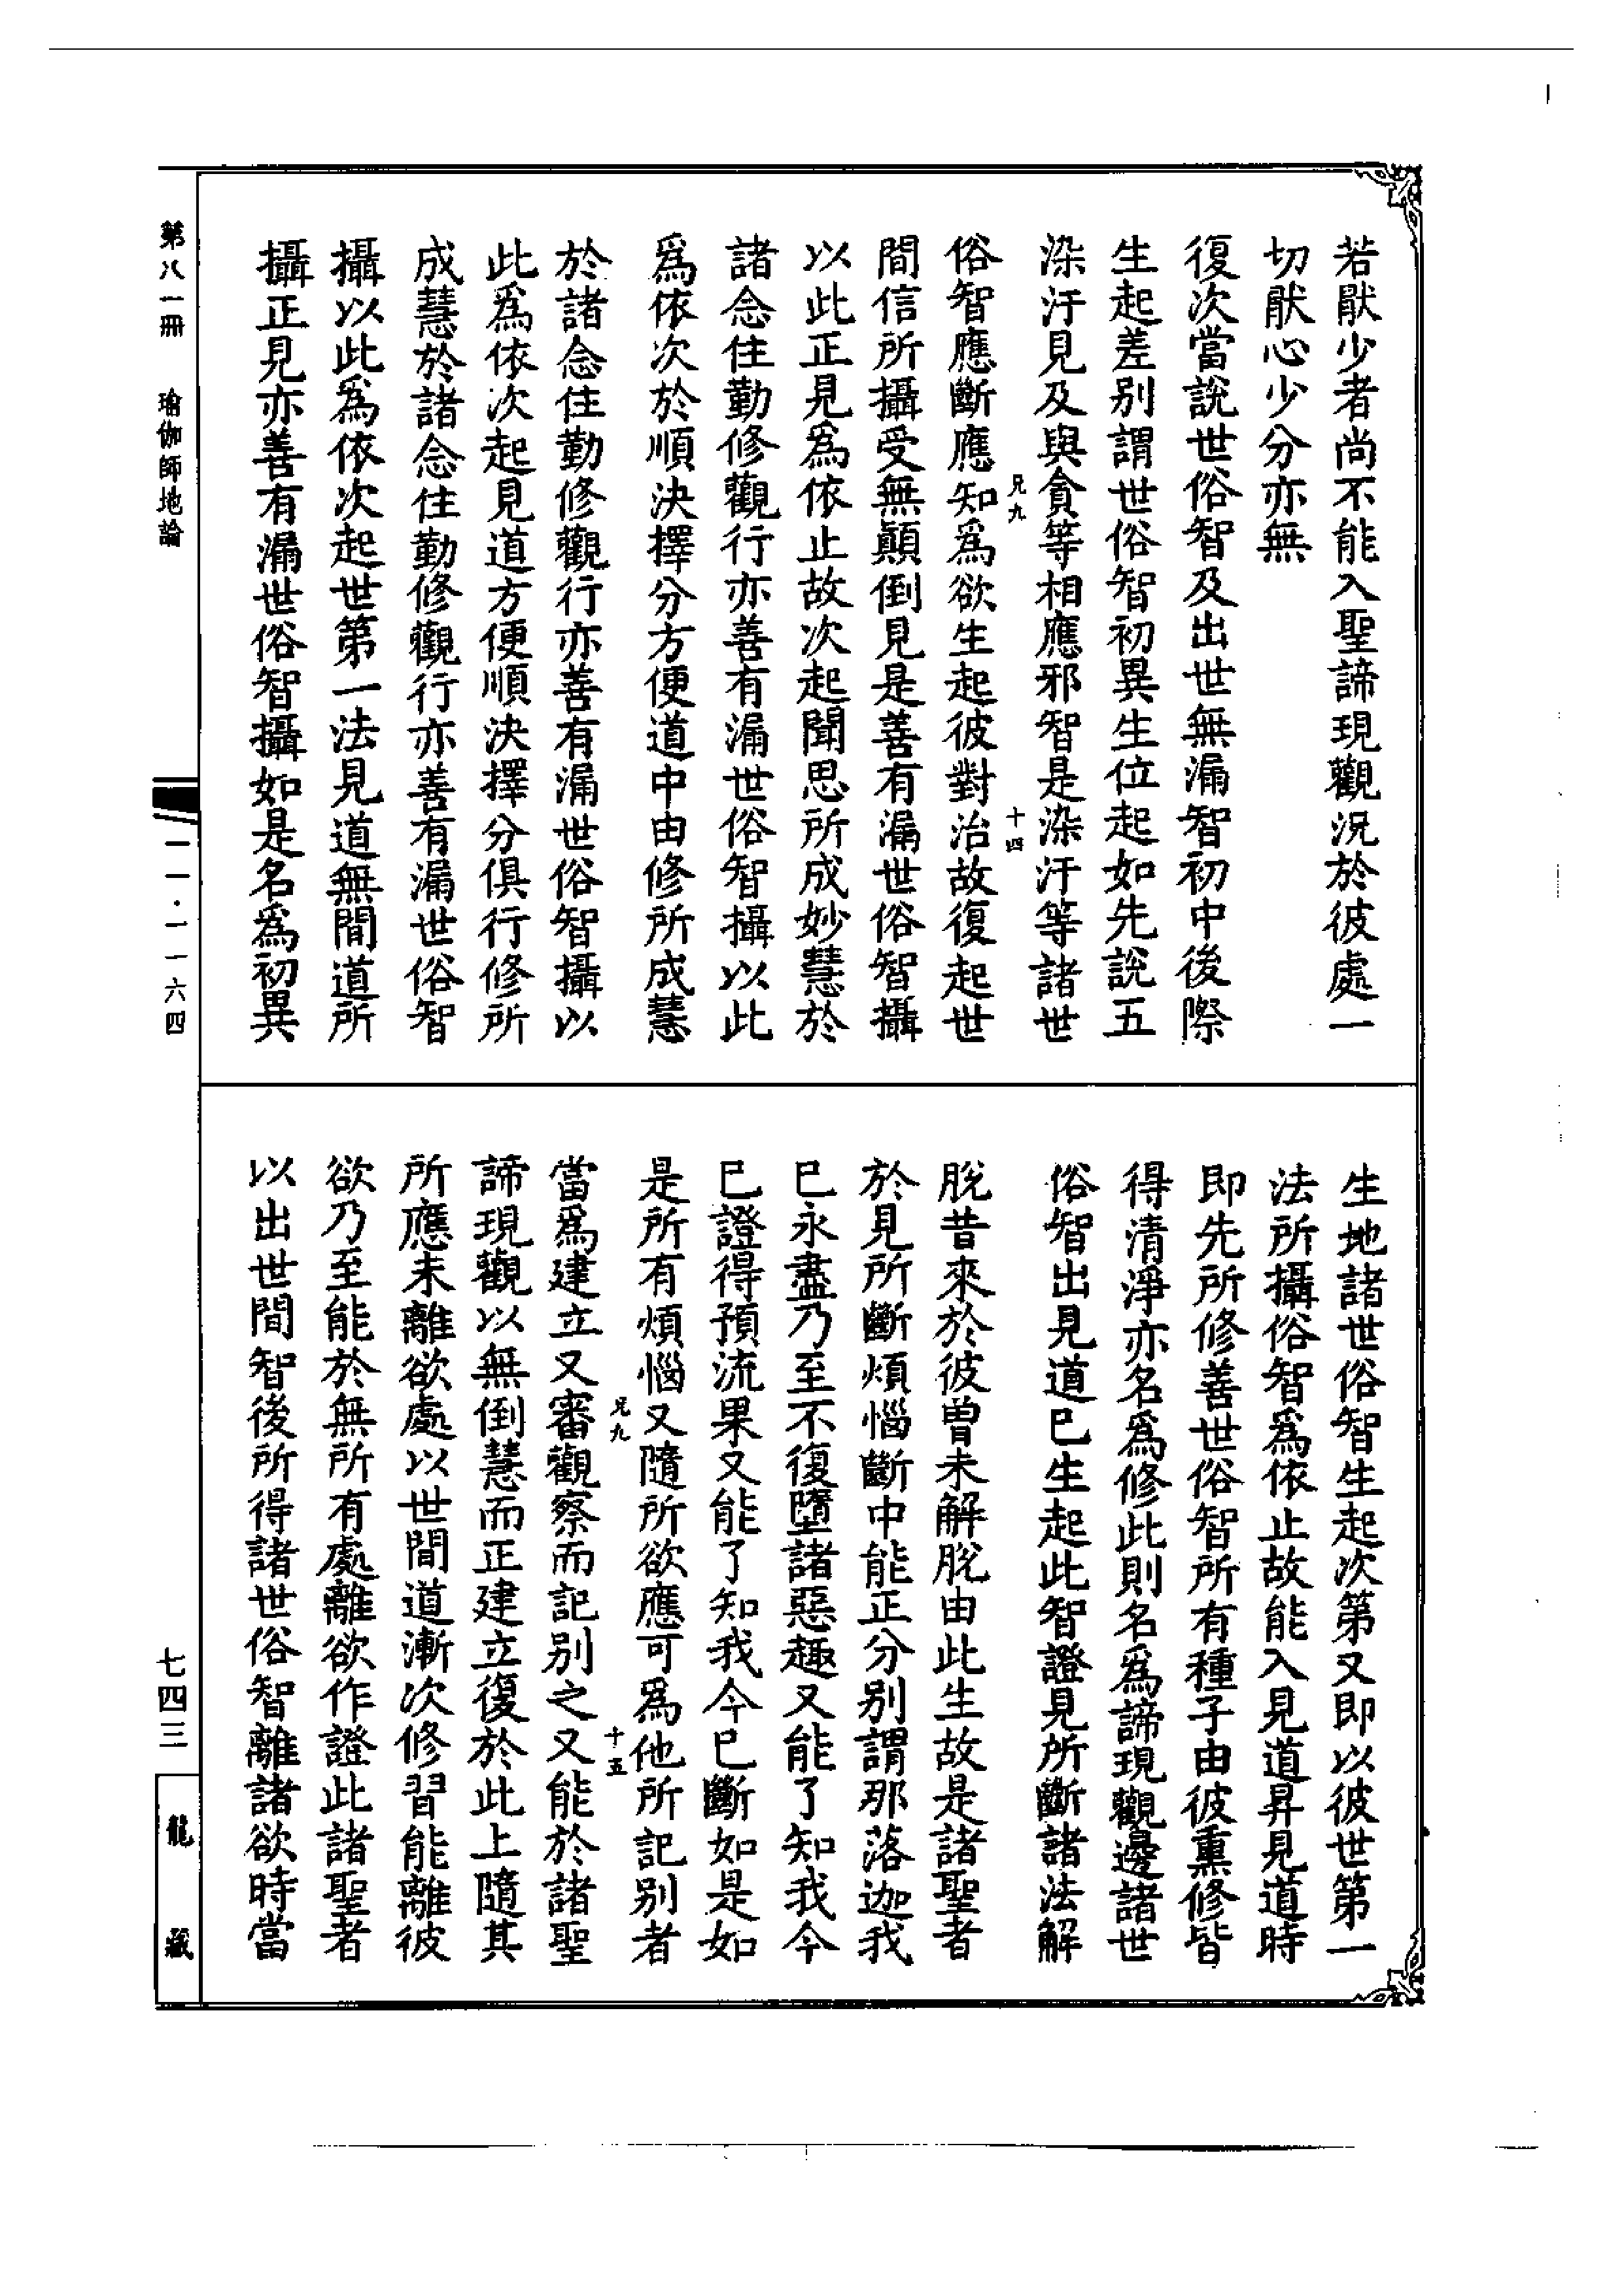 若猒少者尚不能入聖諦現觀況於彼處一
切猒心少分亦無
復次當說世俗智及出世無漏智初中後際
生起差別謂世俗智初異生位起如先說五
染汙見及與貪等相應邪智是染汙等諸世
兄九
十四
俗智應斷應知爲欲生起彼對治故復起世
間信所攝受無顛倒見是善有漏世俗智攝
以此正見爲依止故次起聞思所成妙慧於
諸念住勤修觀行亦善有漏世俗智攝以此
爲依次於順決擇分方便道中由修所成慧
於諸念住勤修觀行亦善有漏世俗智攝以
此爲依次起見道方便順決擇分俱行修所
成慧於諸念住勤修觀行亦善有漏世俗智
攝以此爲依次起世第一法見道無間道所
攝正見亦善有漏世俗智攝如是名爲初異
生地諸世俗智生起次第又即以彼世第一
法所攝俗智爲依止故能入見道昇見道時
即先所修善世俗智所有種子由彼熏修皆
得清淨亦名爲修此則名爲諦現觀邊諸世
俗智出見道已生起此智證見所斷諸法解
脫昔來於彼曾未解脫由此生故是諸聖者
於見所斷煩惱斷中能正分別謂那落迦我
已永盡乃至不復墮諸惡趣又能了知我今
已證得預流果又能了知我今已斷如是如
是所有煩惱又隨所欲應可爲他所記別者
兄九
十五
當爲建立又審觀察而記別之又能於諸聖
諦現觀以無倒慧而正建立復於此上隨其
所應未離欲處以世間道漸次修習能離彼
欲乃至能於無所有處離欲作證此諸聖者
以出世間智後所得諸世俗智離諸欲時當
第八一冊
瑜伽師地論
一一·一一六四
七四三
龍藏